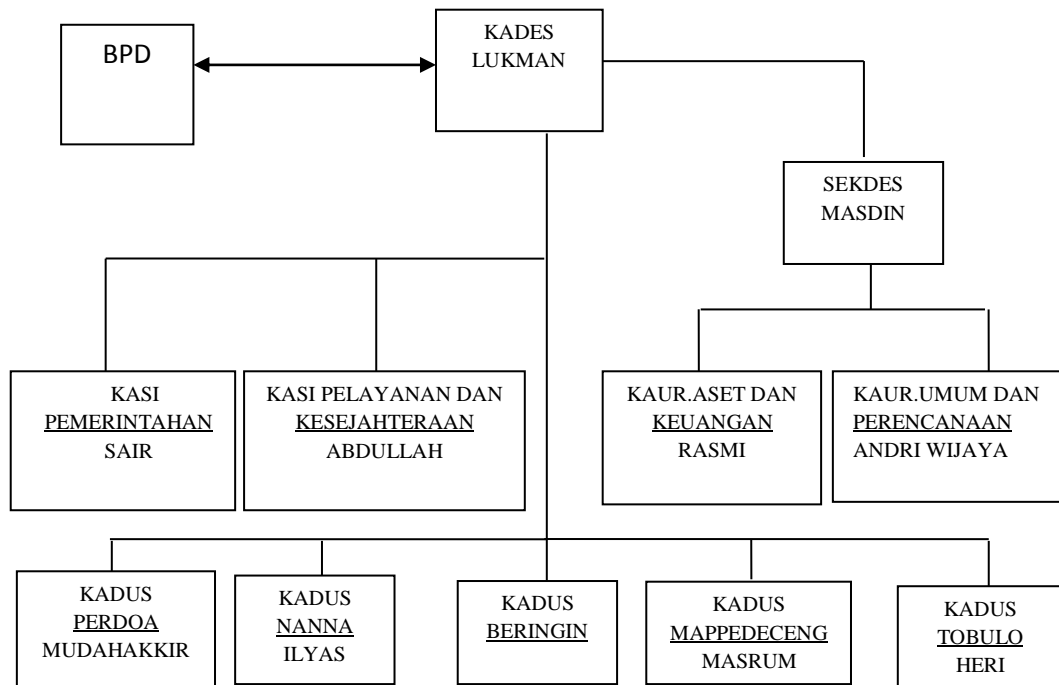 BPD
KADES
LUKMAN
SEKDES
MASDIN
KASI
PEMERINTAHAN
SAIR
KASI PELAYANAN DAN
KESEJAHTERAAN
ABDULLAH
KAUR.ASET DAN
KEUANGAN
RASMI
KAUR.UMUM DAN
PERENCANAAN
ANDRI WIJAYA
KADUS
PERDOA
MUDAHAKKIR
KADUS
NANNA
ILYAS
KADUS
BERINGIN
KADUS
MAPPEDECENG
MASRUM
KADUS
TOBULO
HERI